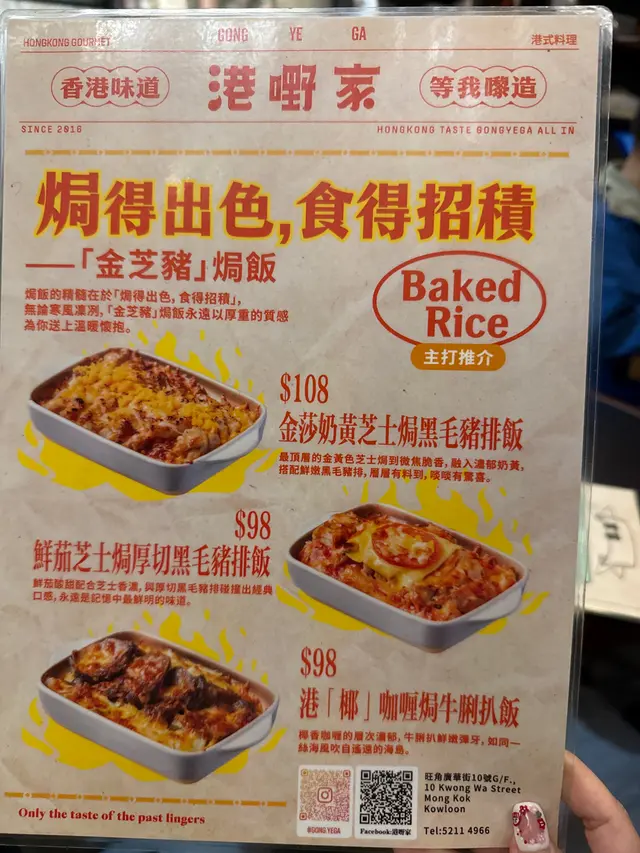 HONGKONG GOURMET
GONG YE GA
港式料理
香港味道
港嘢家
等我嚟造
SINCE 2016
HONGKONG TASTE GONGYEGA ALL IN
焗得出色,食得招積
——「金芝豬」焗飯
焗飯的精髓在於「焗得出色,食得招積」,
無論寒風凍冽,「金芝豬」焗飯永遠以厚重的質感
為你送上溫暖懷抱。
Baked
Rice
主打推介
$108
金莎奶黃芝士焗黑毛豬排飯
最頂層的金黃色芝士焗到微焦脆香,融入濃郁奶黃,
搭配鮮嫩黑毛豬排,層層有料到,啖啖有驚喜。
$98
鮮茄芝士焗厚切黑毛豬排飯
鮮茄酸甜配合芝士香濃,與厚切黑毛豬排碰撞出經典
口感,永遠是記憶中最鮮明的味道。
$98
港「椰」咖喱焗牛脷扒飯
椰香咖喱的層次濃郁,牛脷扒鮮嫩彈牙,如同一
絲海風吹自遙遠的海島。
@GONG.YEGA
Facebook:港嘢家
旺角廣華街10號G/F.,
10 Kwong Wa Street
Mong Kok
Kowloon
Tel:5211 4966
Only the taste of the past lingers